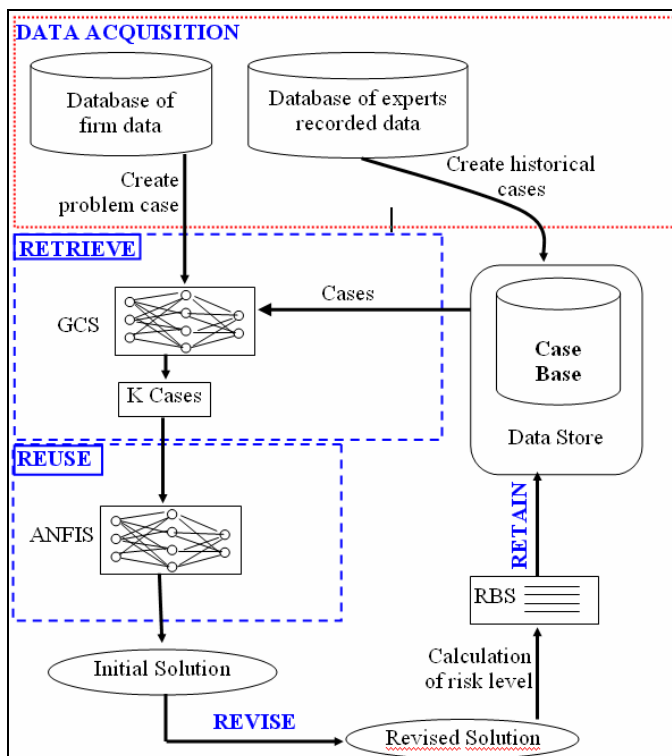 DATA ACQUISITION
Database of
firm data
Database of experts
recorded data
Create
problem case
Create historical
cases
RETRIEVE
GCS
Cases
K Cases
Case
Base
Data Store
REUSE
ANFIS
RETAIN
RBS
Initial Solution
Calculation
of risk level
REVISE
Revised Solution